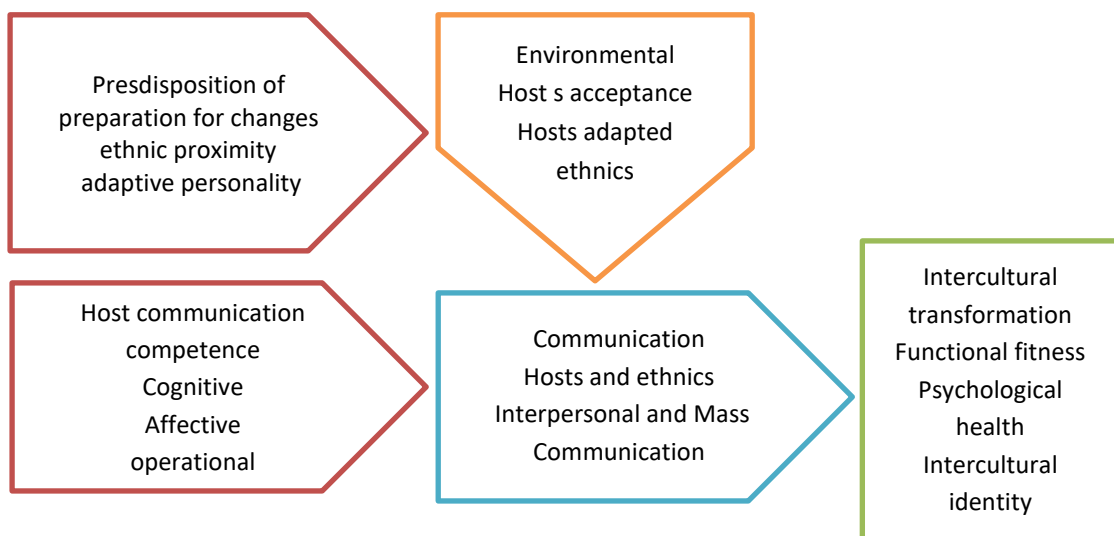 Presdisposition of
preparation for changes
ethnic proximity
adaptive personality
Environmental
Host s acceptance
Hosts adapted
ethnics
Host communication
competence
Cognitive
Affective
operational
Communication
Hosts and ethnics
Interpersonal and Mass
Communication
Intercultural
transformation
Functional fitness
Psychological
health
Intercultural
identity